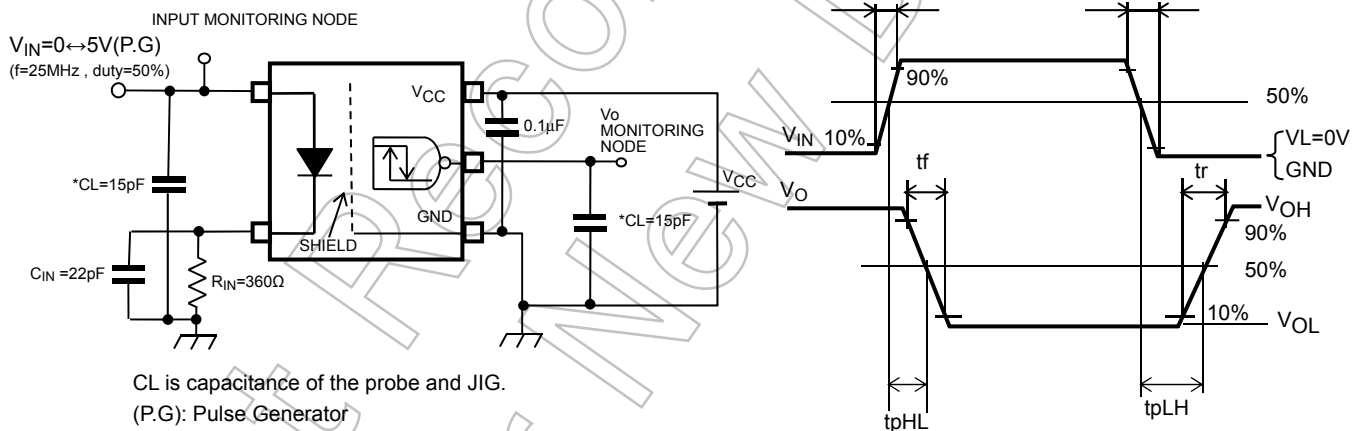 INPUT MONITORING NODE
VIN=0↔5V(P.G)
(f=25MHz , duty=50%)
VCC
0.1μF
Vo
MONITORING
NODE
*CL=15pF
GND
VCC
*CL=15pF
SHIELD
CIN =22pF
RIN=360Ω
CL is capacitance of the probe and JIG.
(P.G): Pulse Generator
90%
50%
VIN 10%
VL=0V
GND
tf
tr
VO
VOH
90%
50%
10%
VOL
tpHL
tpLH